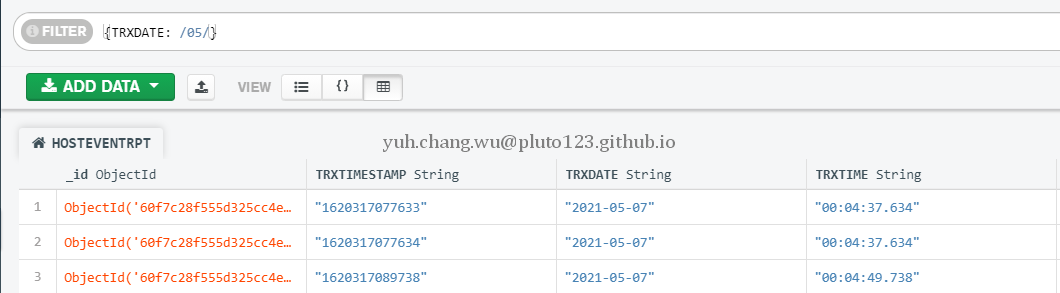 FILTER {TRXDATE: /05/}
ADD DATA VIEW {}
yuh.chang.wu@pluto123.github.io
HOSTEVENTRPT
_id ObjectId TRXTIMESTAMP String TRXDATE String TRXTIME String
1 ObjectId('60f7c28f555d325cc4e… "1620317077633" "2021-05-07" "00:04:37.634"
2 ObjectId('60f7c28f555d325cc4e… "1620317077634" "2021-05-07" "00:04:37.634"
3 ObjectId('60f7c28f555d325cc4e… "1620317089738" "2021-05-07" "00:04:49.738"